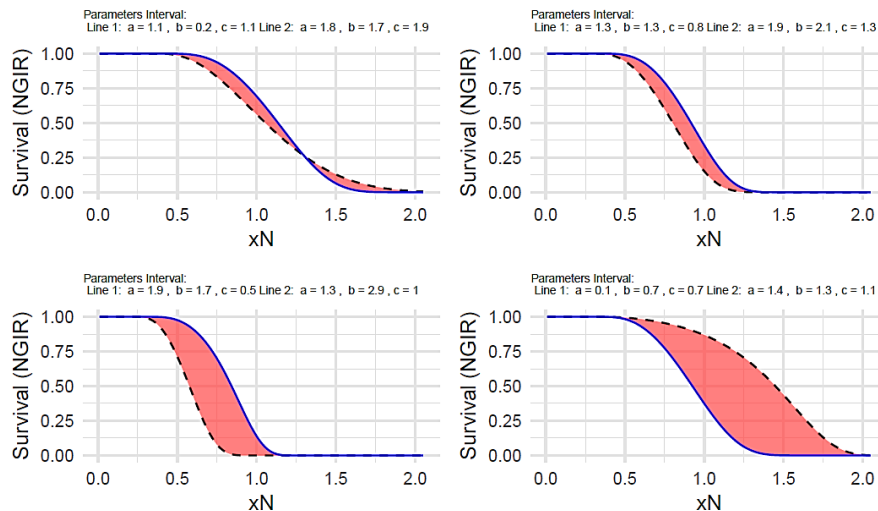 Parameters Interval:
Line 1: a = 1.1 , b = 0.2 , c = 1.1 Line 2: a = 1.8 , b = 1.7 , c = 1.9
1.00
0.75
0.50
0.25
0.00
Survival (NGIR)
0.0 0.5 1.0 1.5 2.0
xN
Parameters Interval:
Line 1: a = 1.3 , b = 1.3 , c = 0.8 Line 2: a = 1.9 , b = 2.1 , c = 1.3
1.00
0.75
0.50
0.25
0.00
Survival (NGIR)
0.0 0.5 1.0 1.5 2.0
xN
Parameters Interval:
Line 1: a = 1.9 , b = 1.7 , c = 0.5 Line 2: a = 1.3 , b = 2.9 , c = 1
1.00
0.75
0.50
0.25
0.00
Survival (NGIR)
0.0 0.5 1.0 1.5 2.0
xN
Parameters Interval:
Line 1: a = 0.1 , b = 0.7 , c = 0.7 Line 2: a = 1.4 , b = 1.3 , c = 1.1
1.00
0.75
0.50
0.25
0.00
Survival (NGIR)
0.0 0.5 1.0 1.5 2.0
xN